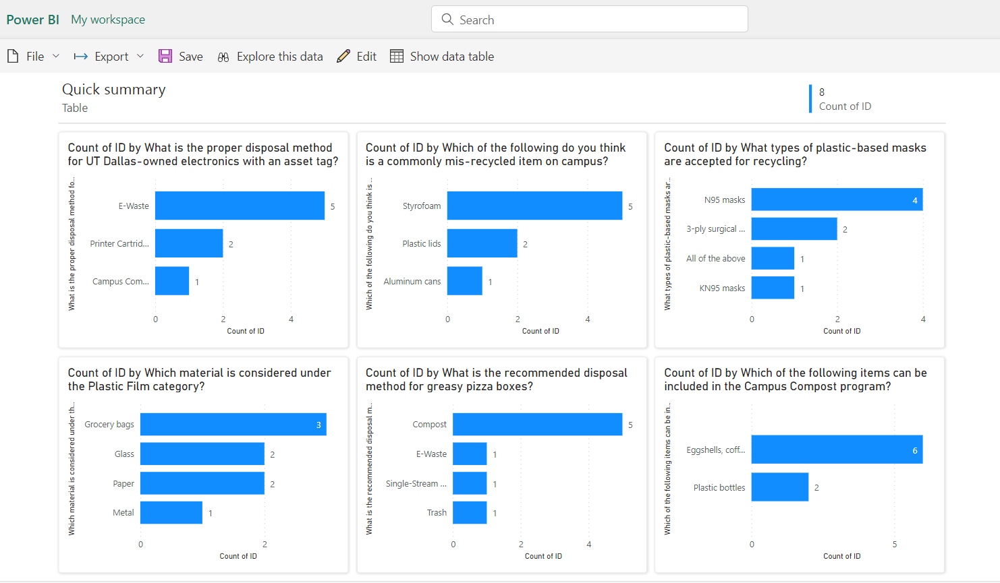 Power BI My workspace Search
File Export Save Explore this data Edit Show data table
Quick summary
Table
8
Count of ID
Count of ID by What is the proper disposal method
for UT Dallas-owned electronics with an asset tag?
What is the proper disposal method fo...
E-Waste 5
Printer Cartrid... 2
Campus Com... 1
0 2 4
Count of ID
Count of ID by Which of the following do you think
is a commonly mis-recycled item on campus?
Which of the following do you think is ...
Styrofoam 5
Plastic lids 2
Aluminum cans 1
0 2 4
Count of ID
Count of ID by What types of plastic-based masks
are accepted for recycling?
What types of plastic-based masks ar...
N95 masks 4
3-ply surgical ... 2
All of the above 1
KN95 masks 1
0 2 4
Count of ID
Count of ID by Which material is considered under
the Plastic Film category?
Which material is considered under th...
Grocery bags 3
Glass 2
Paper 2
Metal 1
0 2
Count of ID
Count of ID by What is the recommended disposal
method for greasy pizza boxes?
What is the recommended disposal m...
Compost 5
E-Waste 1
Single-Stream ... 1
Trash 1
0 2 4
Count of ID
Count of ID by Which of the following items can be
included in the Campus Compost program?
Which of the following items can be in...
Eggshells, coff... 6
Plastic bottles 2
0 5
Count of ID